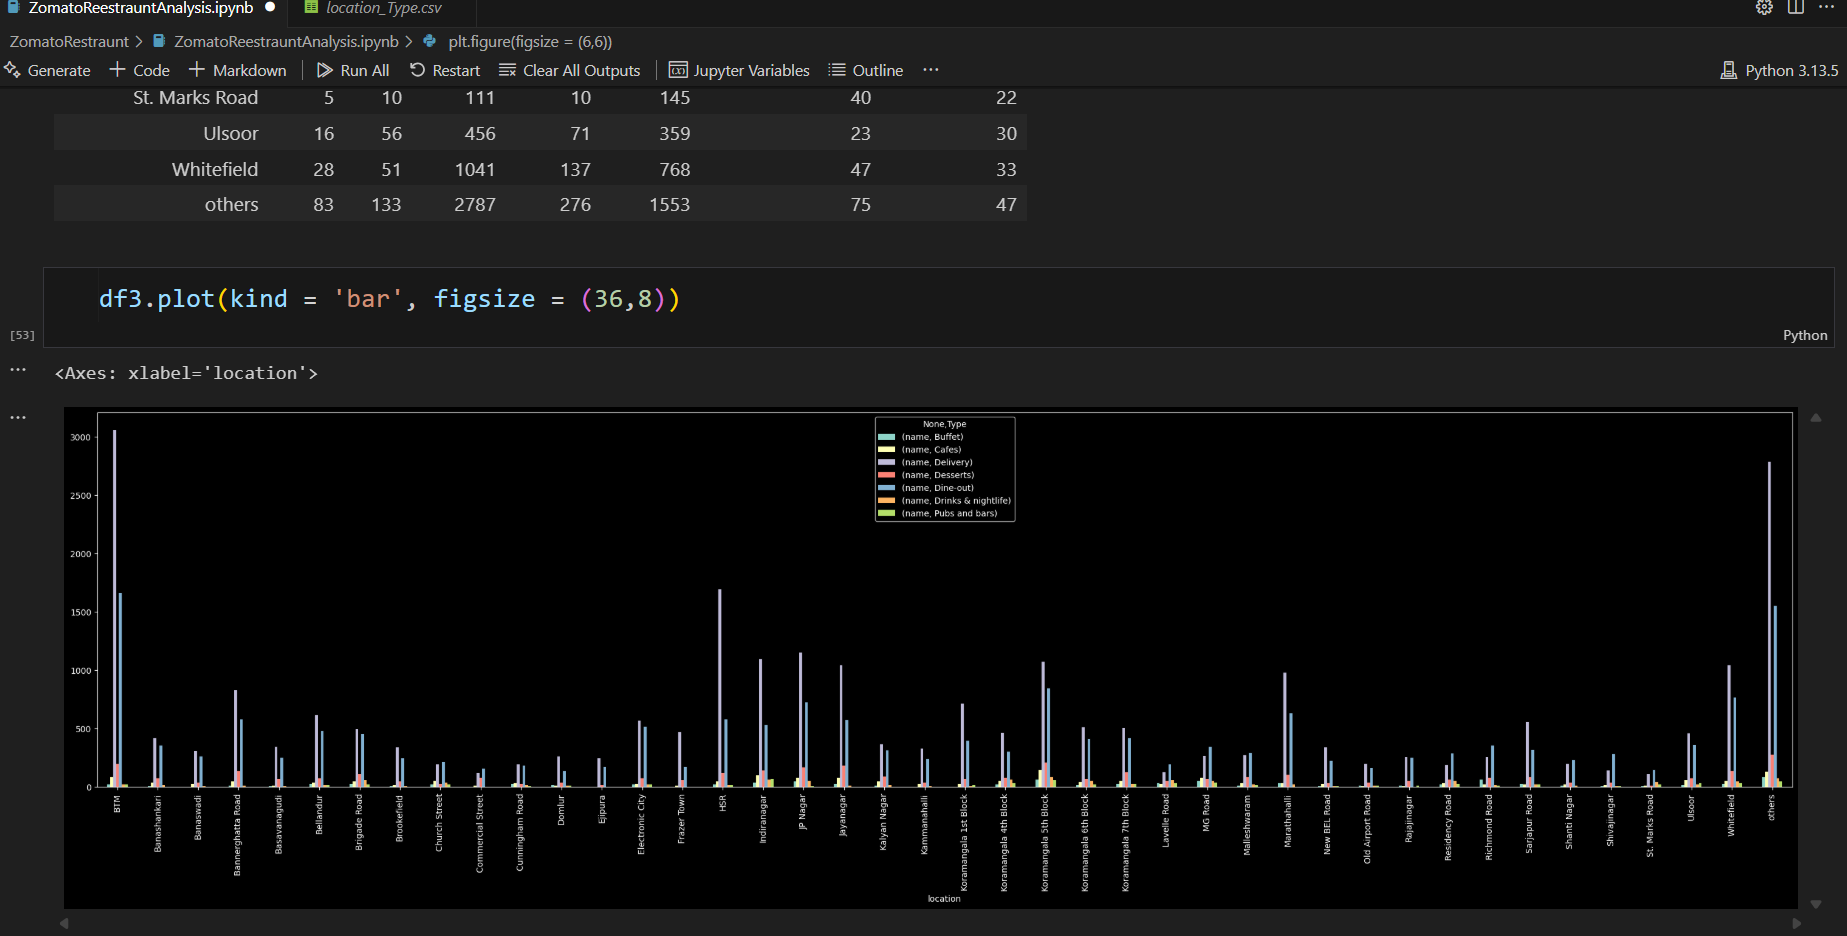 ZomatoReestrauntAnalysis.ipynb ● location_Type.csv
ZomatoRestraunt > ZomatoReestrauntAnalysis.ipynb > plt.figure(figsize = (6,6))
Generate + Code + Markdown | Run All Restart Clear All Outputs | Jupyter Variables Outline ... Python 3.13.5
St. Marks Road 5 10 111 10 145 40 22
Ulsoor 16 56 456 71 359 23 30
Whitefield 28 51 1041 137 768 47 33
others 83 133 2787 276 1553 75 47
df3.plot(kind = 'bar', figsize = (36,8))
[53]
Python
<Axes: xlabel='location'>
None,Type
(name, Buffet)
(name, Cafes)
(name, Delivery)
(name, Desserts)
(name, Dine-out)
(name, Drinks & nightlife)
(name, Pubs and bars)
3000
2500
2000
1500
1000
500
0
BTM
Banashankari
Banaswadi
Bannerghatta Road
Basavanagudi
Bellandur
Brigade Road
Brookefield
Church Street
Commercial Street
Cunningham Road
Domlur
Ejipura
Electronic City
Frazer Town
HSR
Indiranagar
JP Nagar
Jayanagar
Kalyan Nagar
Kammanahalli
Koramangala 1st Block
Koramangala 4th Block
Koramangala 5th Block
Koramangala 6th Block
Koramangala 7th Block
Lavelle Road
MG Road
Malleshwaram
Marathahalli
New BEL Road
Old Airport Road
Rajajinagar
Residency Road
Richmond Road
Sarjapur Road
Shanti Nagar
Shivajinagar
St. Marks Road
Ulsoor
Whitefield
others
location